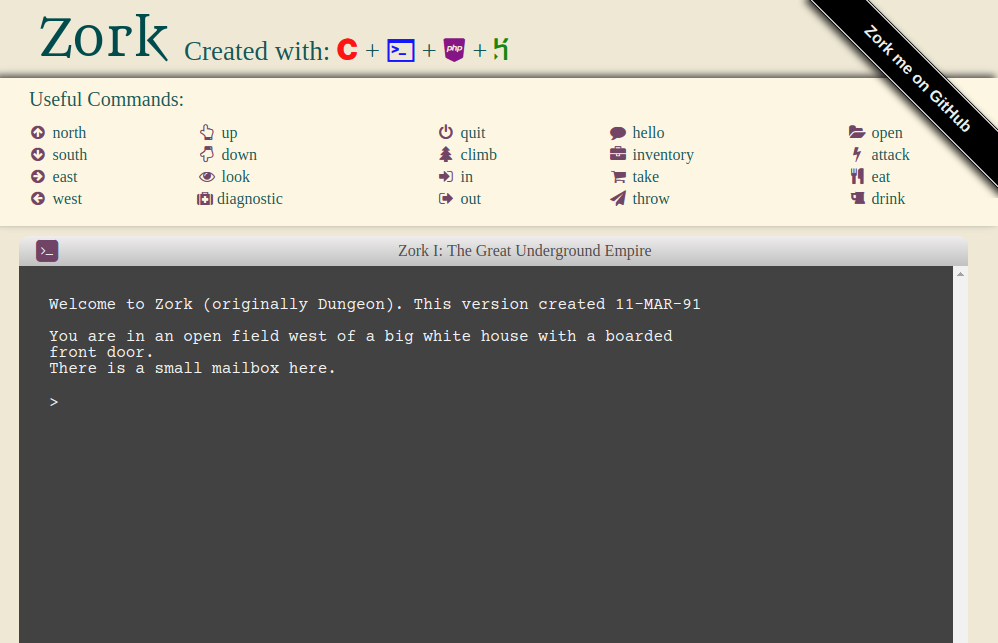 Zork Created with: C + >_ + php +
Zork me on GitHub
Useful Commands:
north up quit hello open
south down climb inventory attack
east look in take eat
west diagnostic out throw drink
>_ Zork I: The Great Underground Empire
Welcome to Zork (originally Dungeon). This version created 11-MAR-91
You are in an open field west of a big white house with a boarded
front door.
There is a small mailbox here.
>